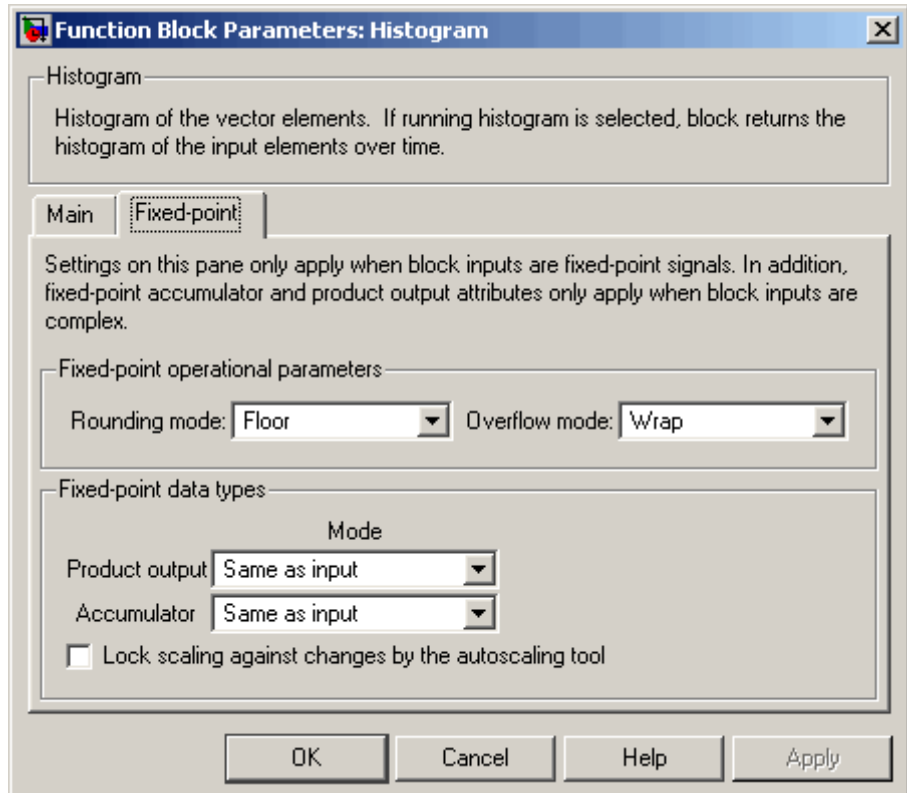 Function Block Parameters: Histogram
Histogram
Histogram of the vector elements. If running histogram is selected, block returns the
histogram of the input elements over time.
Main Fixed-point
Settings on this pane only apply when block inputs are fixed-point signals. In addition,
fixed-point accumulator and product output attributes only apply when block inputs are
complex.
Fixed-point operational parameters
Rounding mode: Floor Overflow mode: Wrap
Fixed-point data types
Mode
Product output Same as input
Accumulator Same as input
Lock scaling against changes by the autoscaling tool
OK Cancel Help Apply